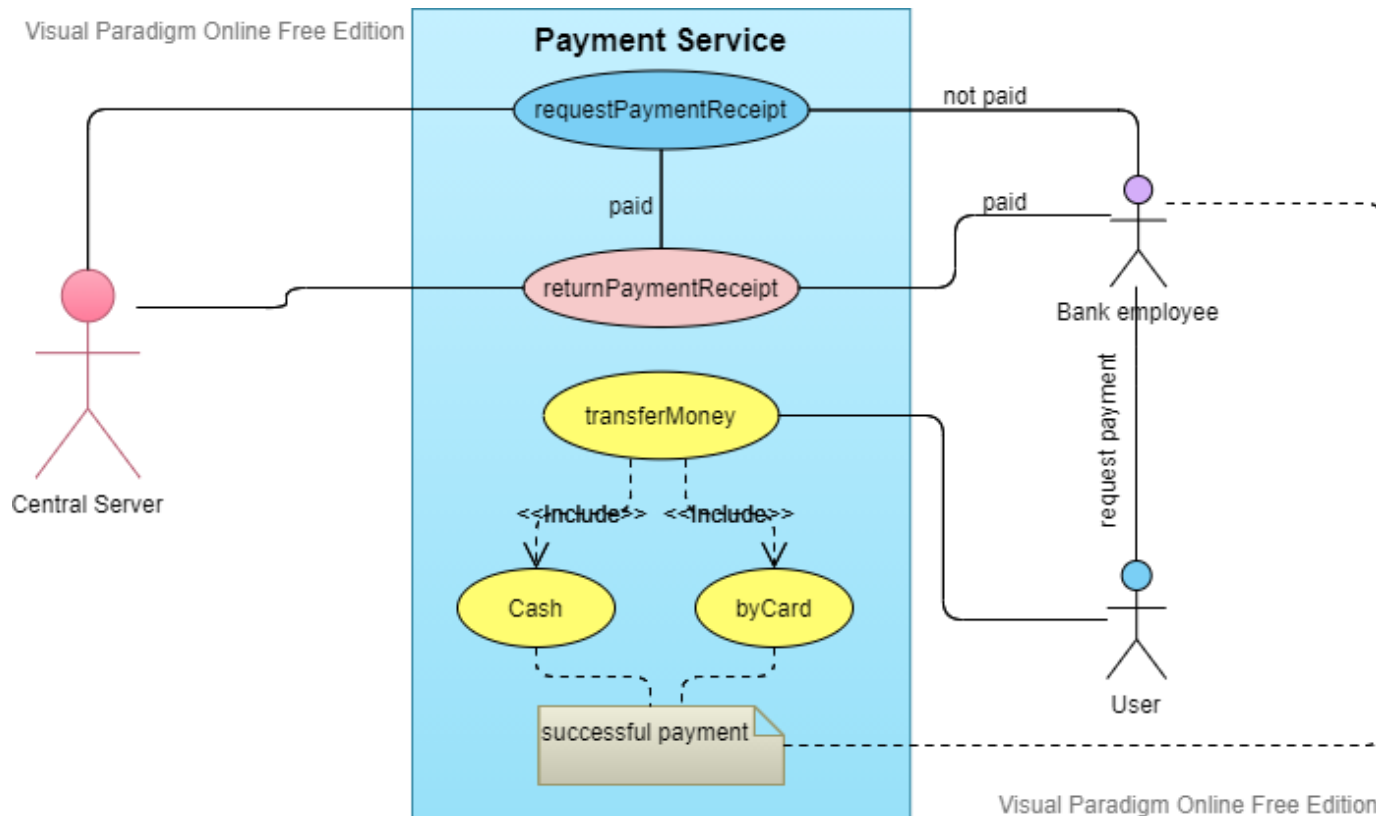 Visual Paradigm Online Free Edition
Payment Service
requestPaymentReceipt
not paid
paid
paid
returnPaymentReceipt
Bank employee
request payment
transferMoney
Central Server
<<Include>>
<<Include>>
Cash
byCard
User
successful payment
Visual Paradigm Online Free Edition